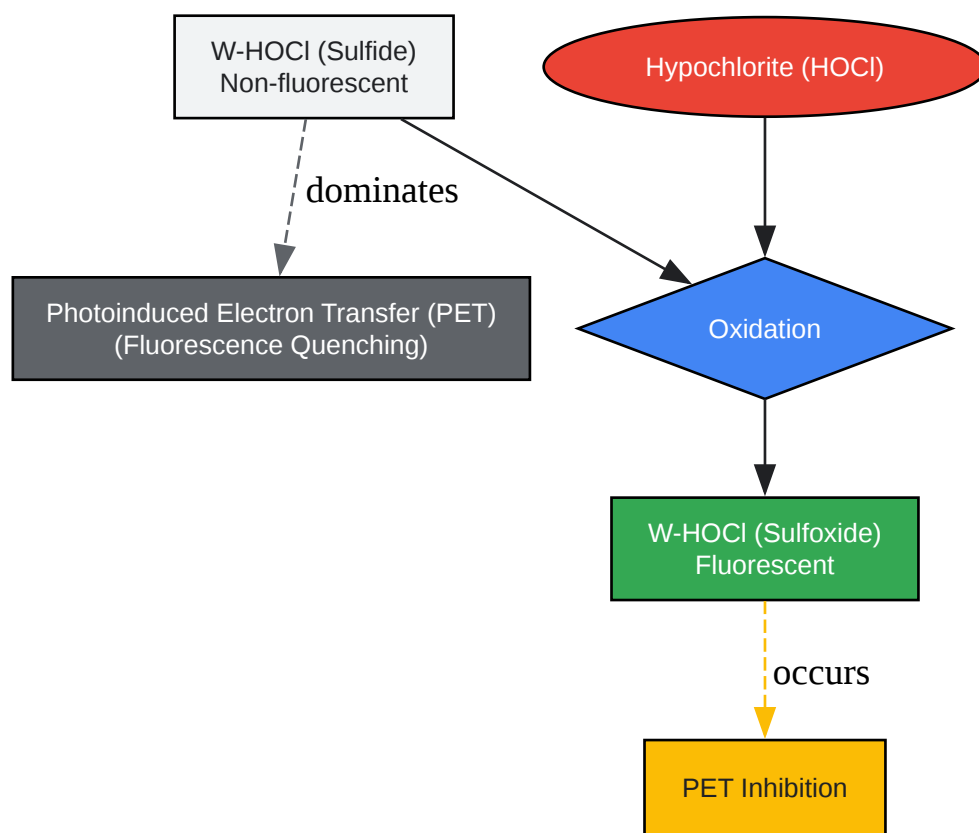 W-HOCl (Sulfide)
Non-fluorescent
Hypochlorite (HOCl)
dominates
Photoinduced Electron Transfer (PET)
(Fluorescence Quenching)
Oxidation
W-HOCl (Sulfoxide)
Fluorescent
occurs
PET Inhibition